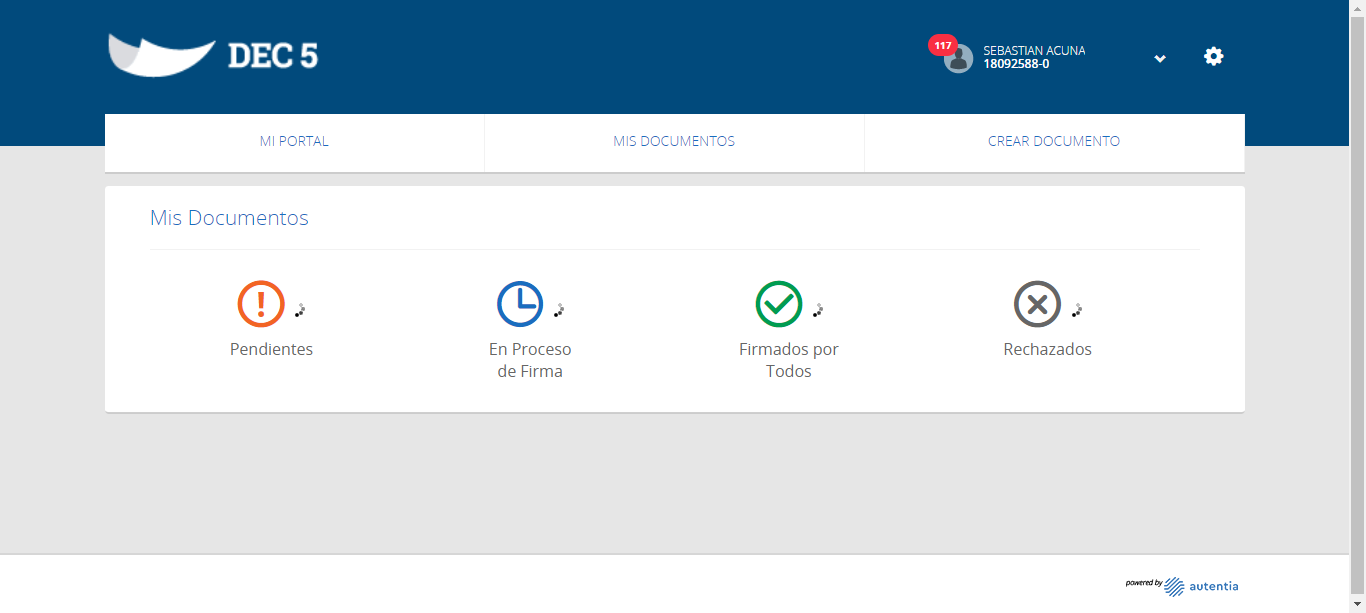 DEC 5
117
SEBASTIAN ACUNA
18092588-0
MI PORTAL
MIS DOCUMENTOS
CREAR DOCUMENTO
Mis Documentos
Pendientes
En Proceso
de Firma
Firmados por
Todos
Rechazados
powered by autentia